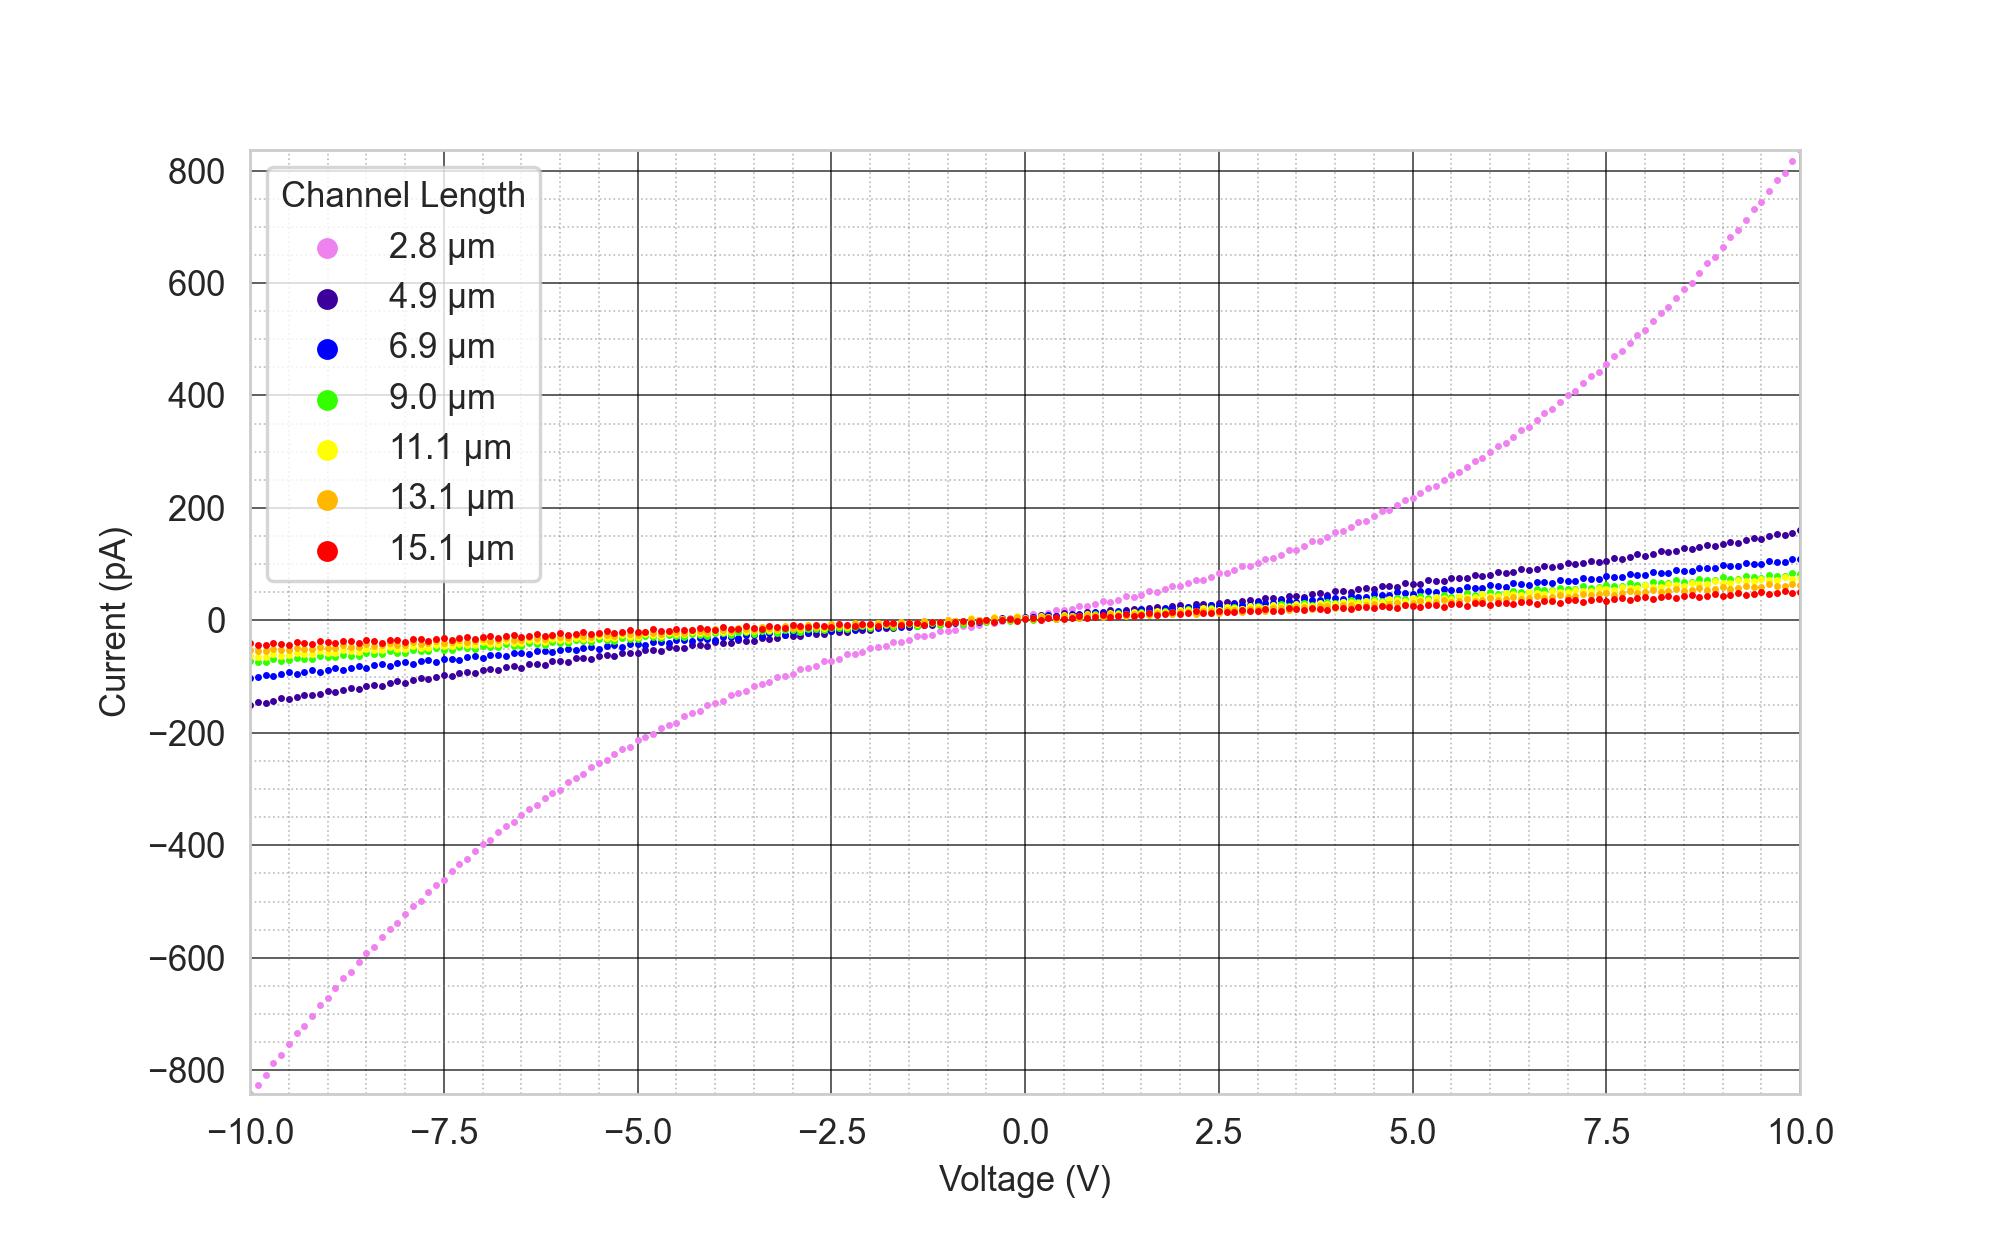 800
600
400
200
0
−200
−400
−600
−800
Current (pA)
Channel Length
2.8 μm
4.9 μm
6.9 μm
9.0 μm
11.1 μm
13.1 μm
15.1 μm
−10.0 −7.5 −5.0 −2.5 0.0 2.5 5.0 7.5 10.0
Voltage (V)